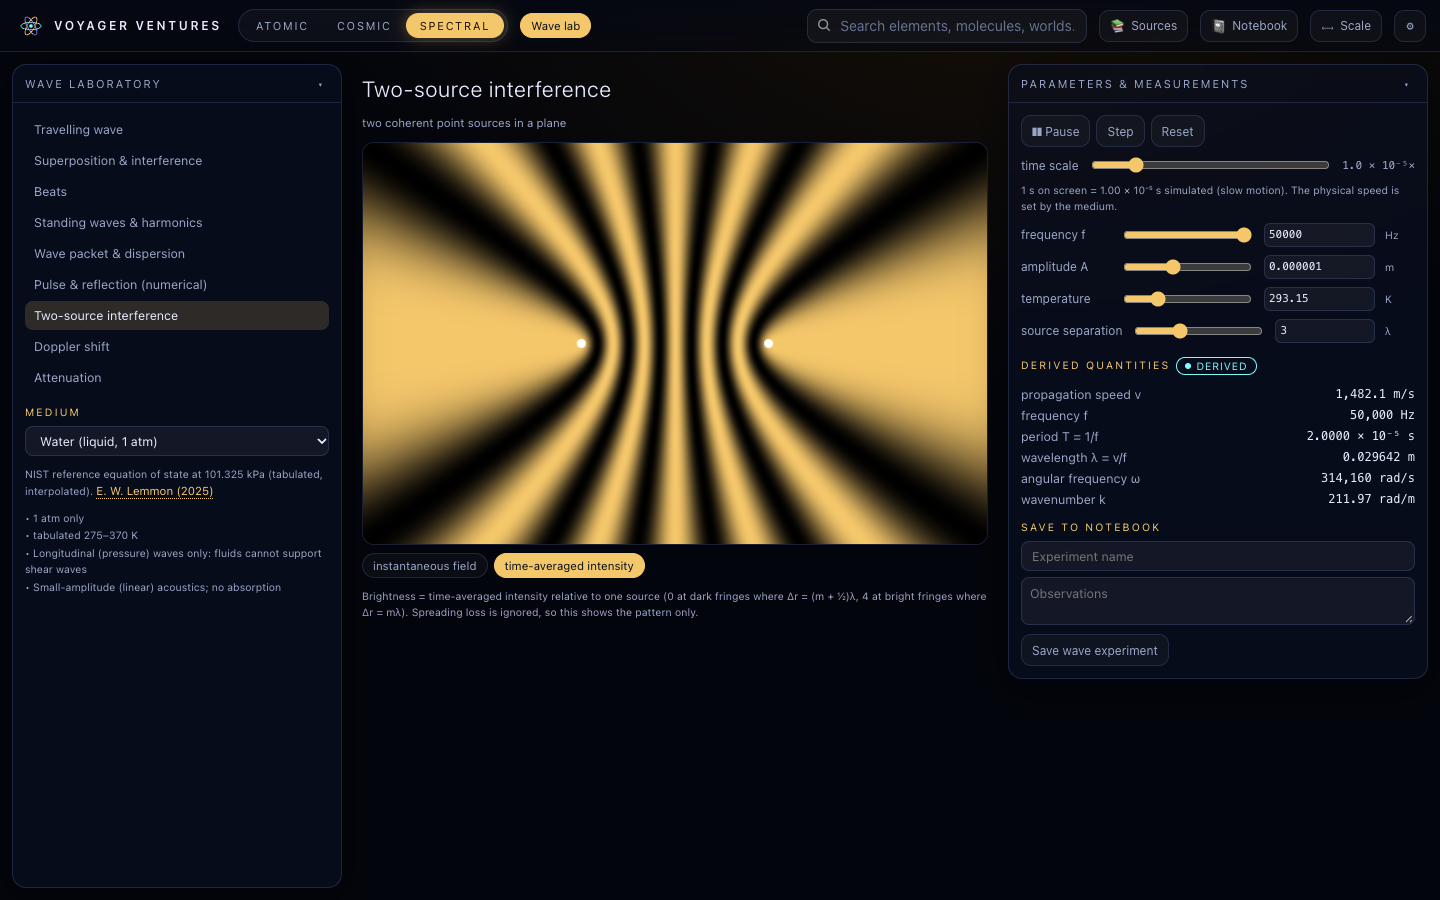 VOYAGER VENTURES
ATOMIC
COSMIC
SPECTRAL
Wave lab
Search elements, molecules, worlds.
Sources
Notebook
Scale
WAVE LABORATORY
Travelling wave
Superposition & interference
Beats
Standing waves & harmonics
Wave packet & dispersion
Pulse & reflection (numerical)
Two-source interference
Doppler shift
Attenuation
MEDIUM
Water (liquid, 1 atm)
NIST reference equation of state at 101.325 kPa (tabulated,
interpolated). E. W. Lemmon (2025)
• 1 atm only
• tabulated 275–370 K
• Longitudinal (pressure) waves only: fluids cannot support
shear waves
• Small-amplitude (linear) acoustics; no absorption
Two-source interference
two coherent point sources in a plane
instantaneous field
time-averaged intensity
Brightness = time-averaged intensity relative to one source (0 at dark fringes where Δr = (m + ½)λ, 4 at bright fringes where
Δr = mλ). Spreading loss is ignored, so this shows the pattern only.
PARAMETERS & MEASUREMENTS
Pause
Step
Reset
time scale 1.0 × 10⁻⁵×
1 s on screen = 1.00 × 10⁻⁵ s simulated (slow motion). The physical speed is
set by the medium.
frequency f 50000 Hz
amplitude A 0.000001 m
temperature 293.15 K
source separation 3 λ
DERIVED QUANTITIES DERIVED
propagation speed v 1,482.1 m/s
frequency f 50,000 Hz
period T = 1/f 2.0000 × 10⁻⁵ s
wavelength λ = v/f 0.029642 m
angular frequency ω 314,160 rad/s
wavenumber k 211.97 rad/m
SAVE TO NOTEBOOK
Experiment name
Observations
Save wave experiment